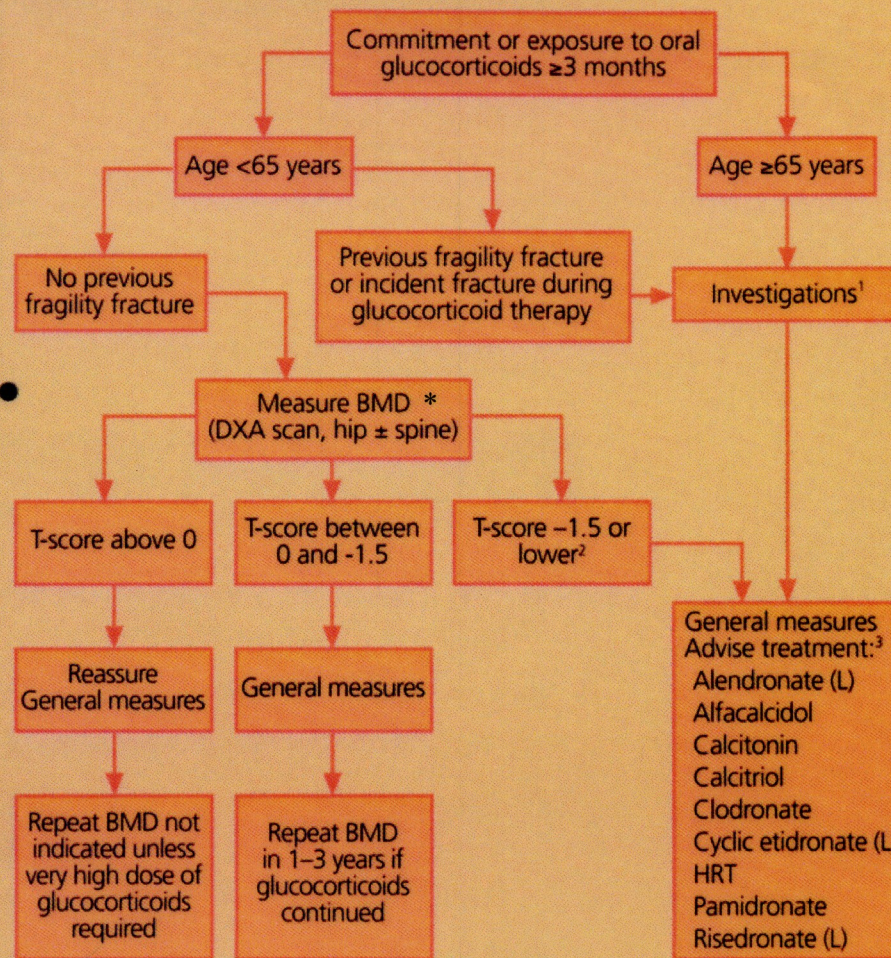 Commitment or exposure to oral
glucocorticoids ≥3 months
Age <65 years
Age ≥65 years
No previous
fragility fracture
Previous fragility fracture
or incident fracture during
glucocorticoid therapy
Investigations¹
Measure BMD *
(DXA scan, hip ± spine)
T-score above 0
T-score between
0 and -1.5
T-score –1.5 or
lower²
Reassure
General measures
General measures
General measures
Advise treatment:³
Alendronate (L)
Alfacalcidol
Calcitonin
Calcitriol
Clodronate
Cyclic etidronate (L
HRT
Pamidronate
Risedronate (L)
Repeat BMD not
indicated unless
very high dose of
glucocorticoids
required
Repeat BMD
in 1–3 years if
glucocorticoids
continued